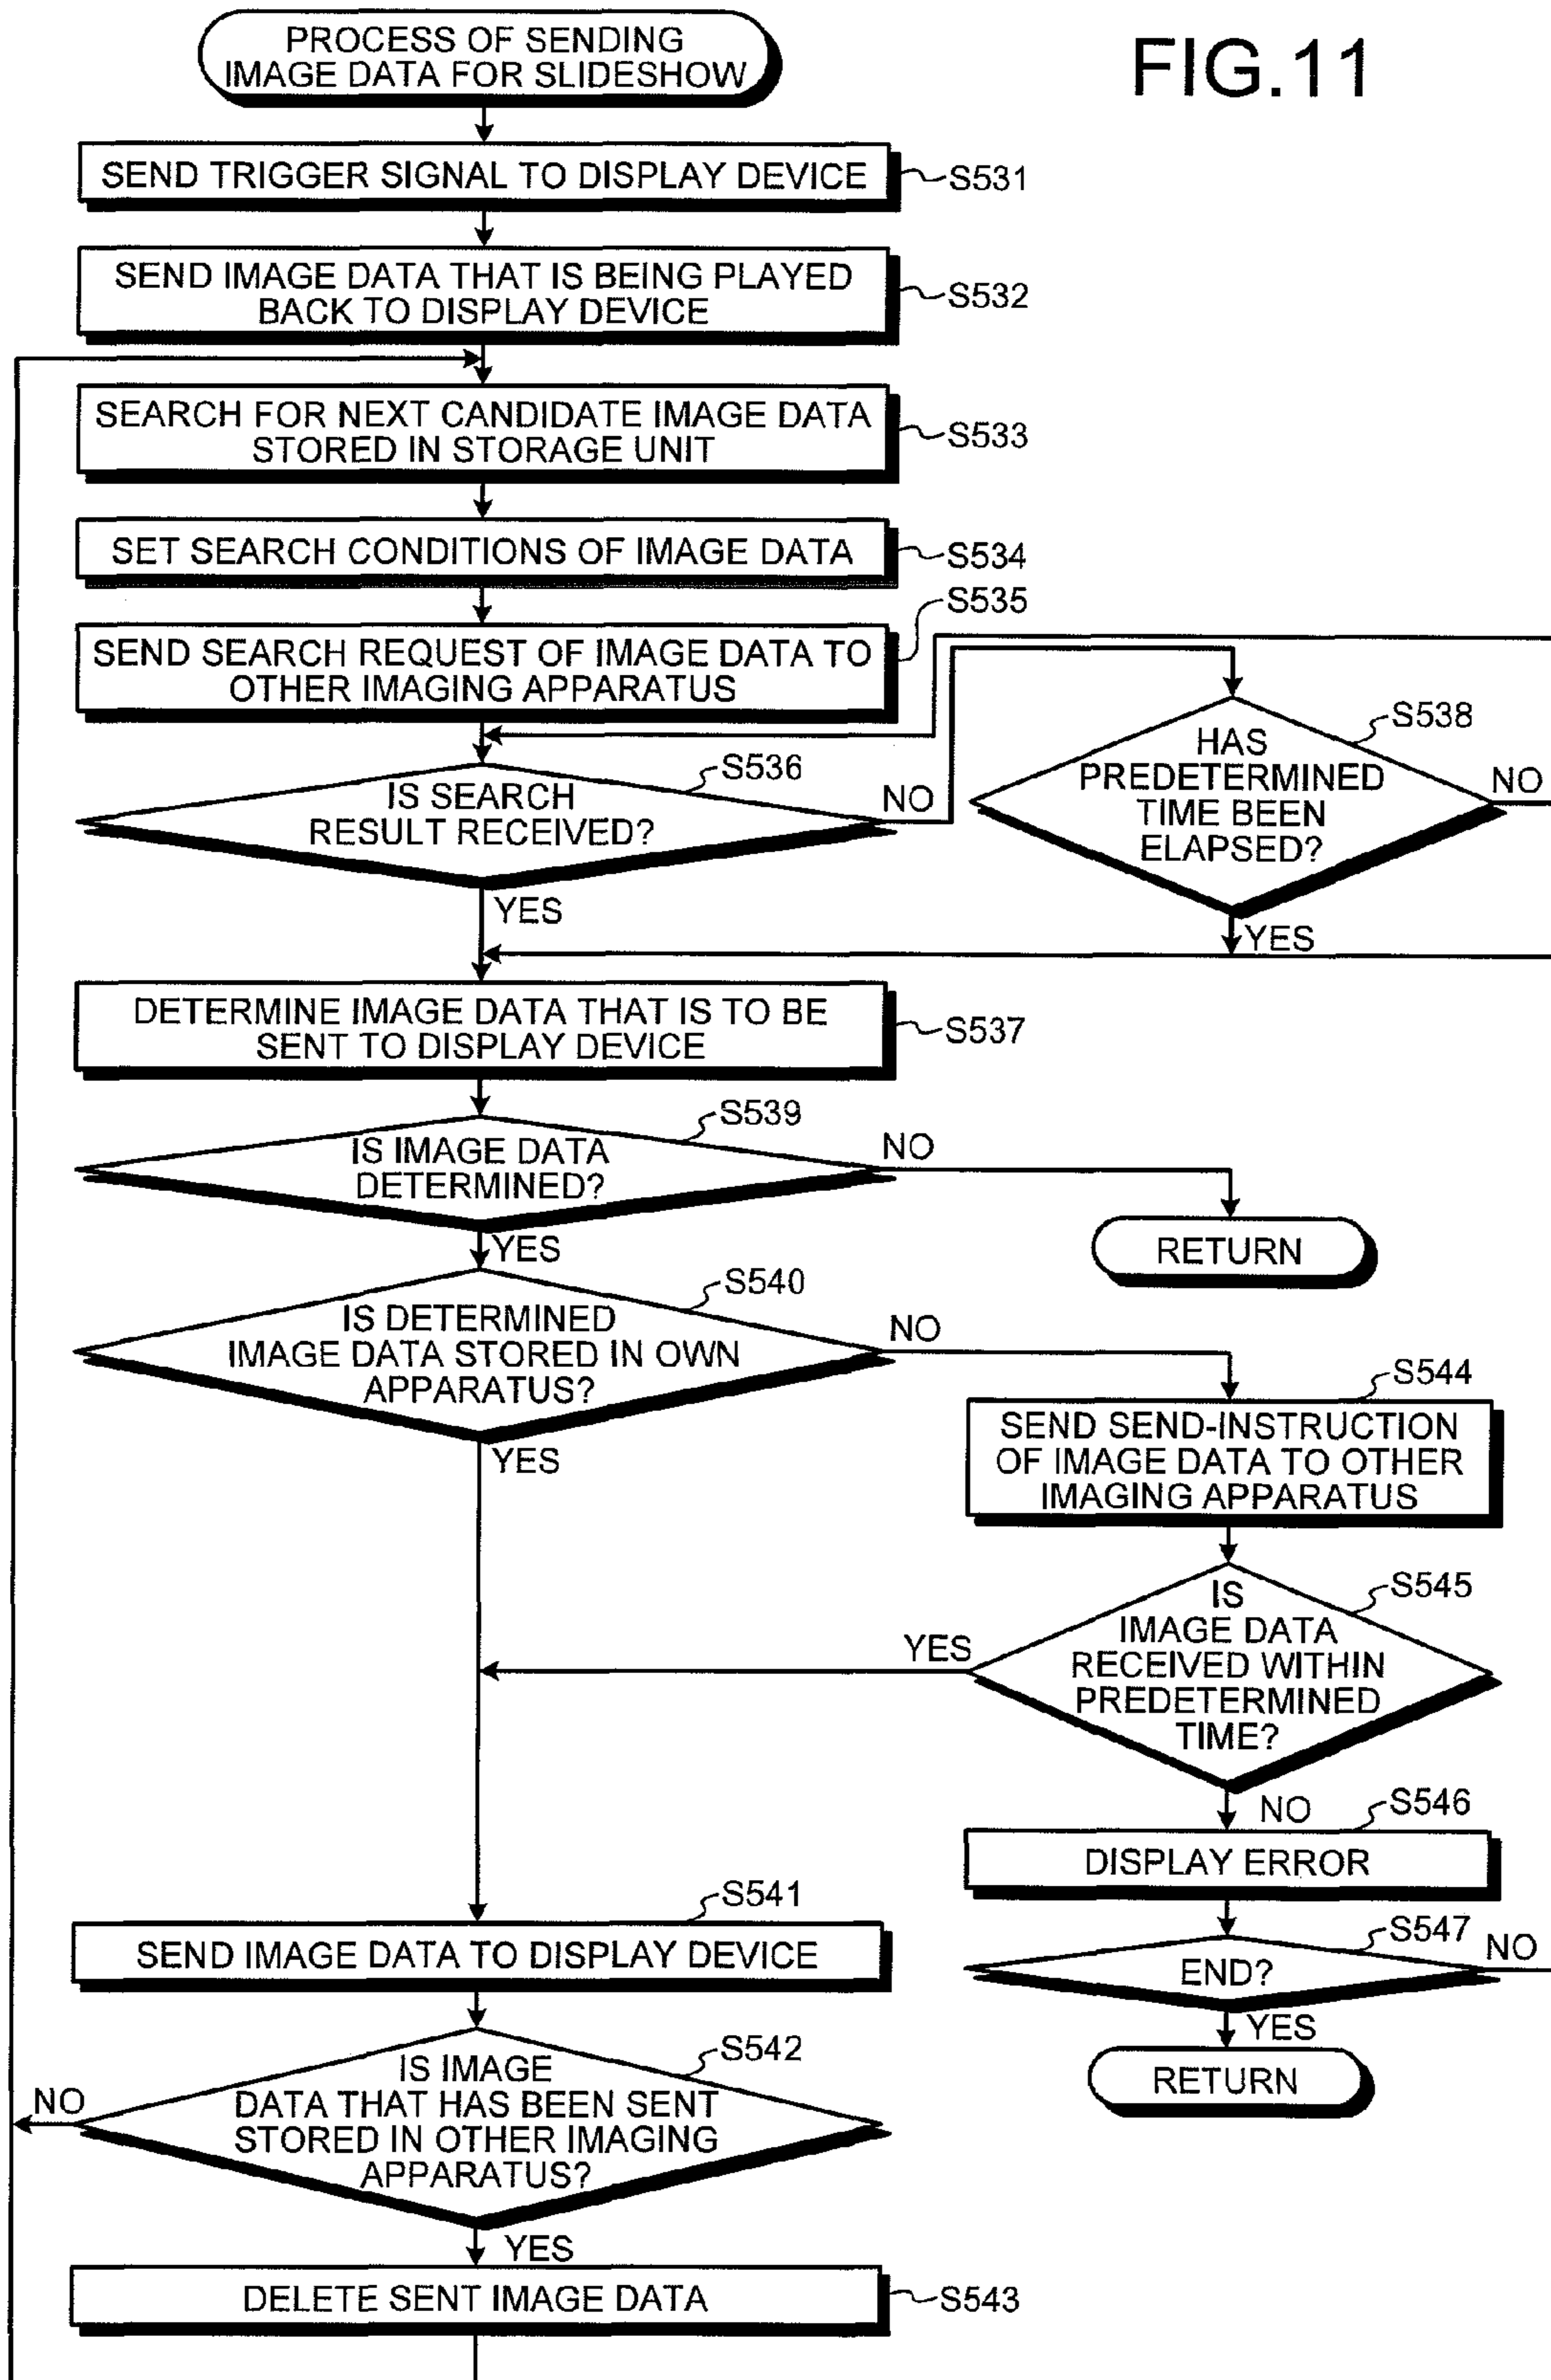 PROCESS OF SENDING
IMAGE DATA FOR SLIDESHOW
FIG.11
SEND TRIGGER SIGNAL TO DISPLAY DEVICE
S531
SEND IMAGE DATA THAT IS BEING PLAYED
BACK TO DISPLAY DEVICE
S532
SEARCH FOR NEXT CANDIDATE IMAGE DATA
STORED IN STORAGE UNIT
S533
SET SEARCH CONDITIONS OF IMAGE DATA
S534
SEND SEARCH REQUEST OF IMAGE DATA TO
OTHER IMAGING APPARATUS
S535
IS SEARCH
RESULT RECEIVED?
S536
NO
YES
HAS
PREDETERMINED
TIME BEEN
ELAPSED?
S538
NO
YES
DETERMINE IMAGE DATA THAT IS TO BE
SENT TO DISPLAY DEVICE
S537
IS IMAGE DATA
DETERMINED?
S539
NO
YES
RETURN
IS DETERMINED
IMAGE DATA STORED IN OWN
APPARATUS?
S540
NO
YES
SEND SEND-INSTRUCTION
OF IMAGE DATA TO OTHER
IMAGING APPARATUS
S544
IS
IMAGE DATA
RECEIVED WITHIN
PREDETERMINED
TIME?
S545
YES
NO
DISPLAY ERROR
S546
END?
S547
NO
YES
RETURN
SEND IMAGE DATA TO DISPLAY DEVICE
S541
IS IMAGE
DATA THAT HAS BEEN SENT
STORED IN OTHER IMAGING
APPARATUS?
S542
NO
YES
DELETE SENT IMAGE DATA
S543